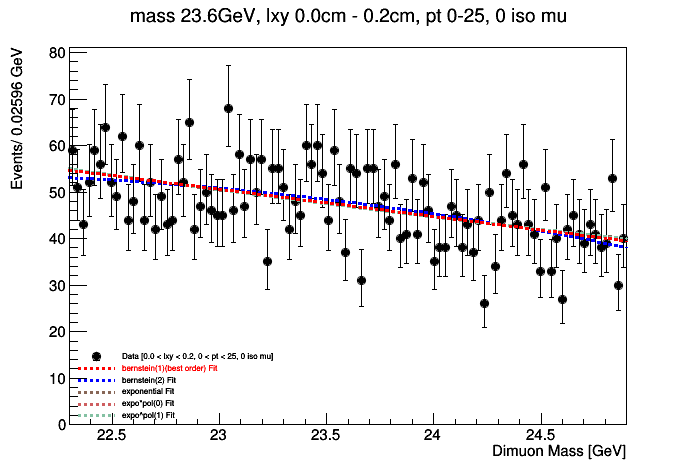 mass 23.6GeV, lxy 0.0cm - 0.2cm, pt 0-25, 0 iso mu
Events/ 0.02596 GeV
80
70
60
50
40
30
20
10
0
Data [0.0 < lxy < 0.2, 0 < pt < 25, 0 iso mu]
bernstein(1)(best order) Fit
bernstein(2) Fit
exponential Fit
expo*pol(0) Fit
expo^pol(1) Fit
22.5 23 23.5 24 24.5
Dimuon Mass [GeV]